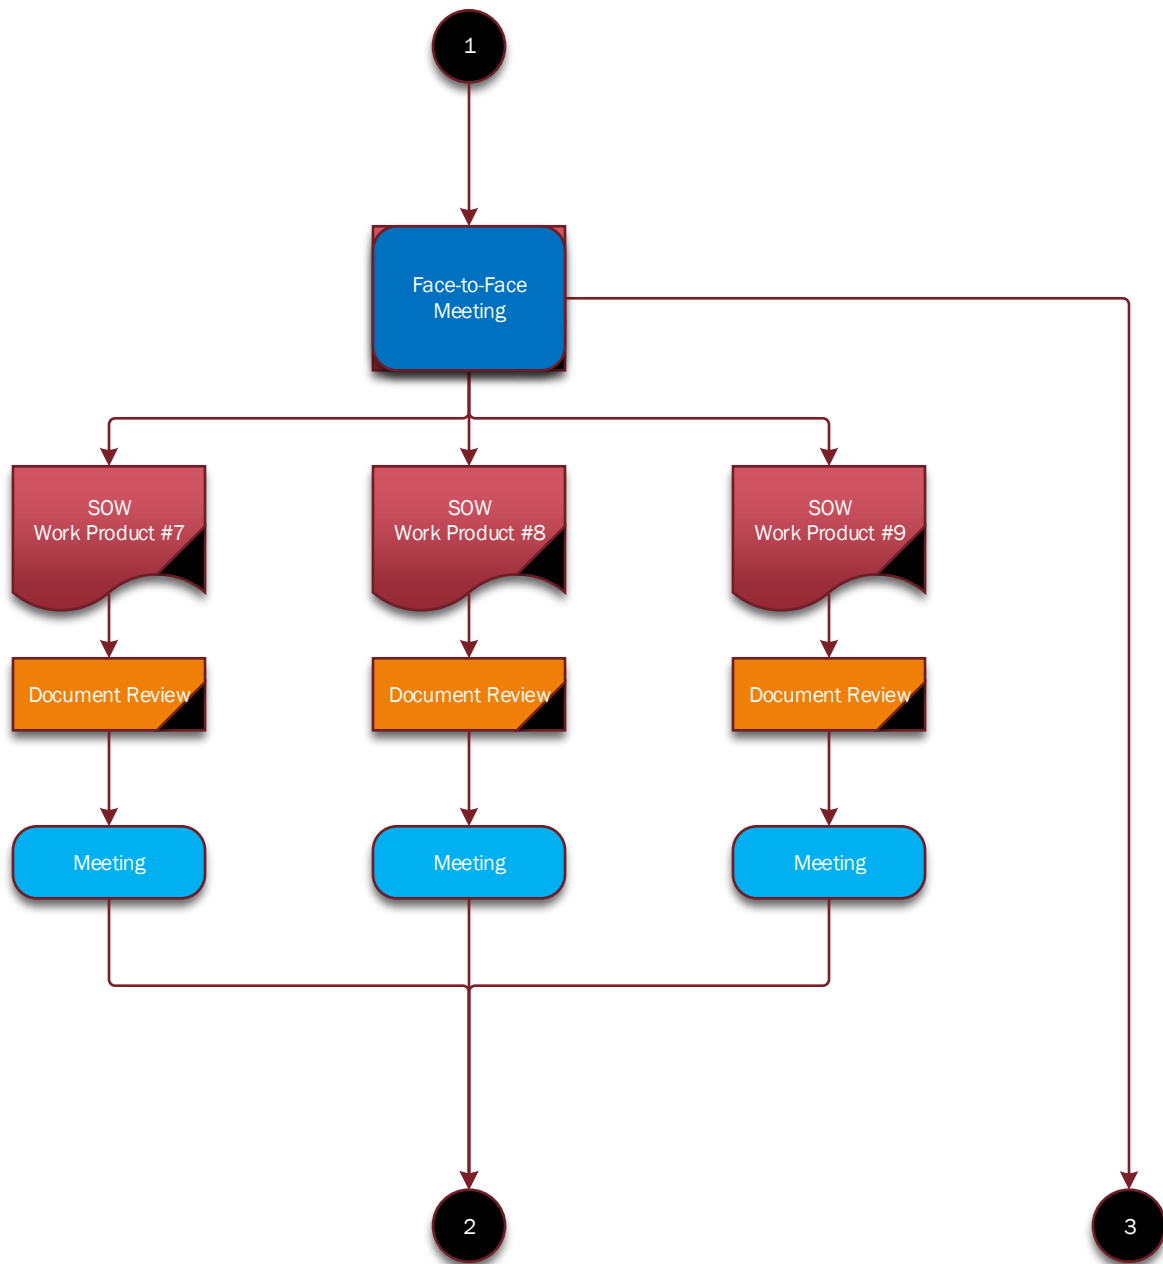 1
Face-to-Face
Meeting
SOW
Work Product #7
SOW
Work Product #8
SOW
Work Product #9
Document Review
Document Review
Document Review
Meeting
Meeting
Meeting
2
3